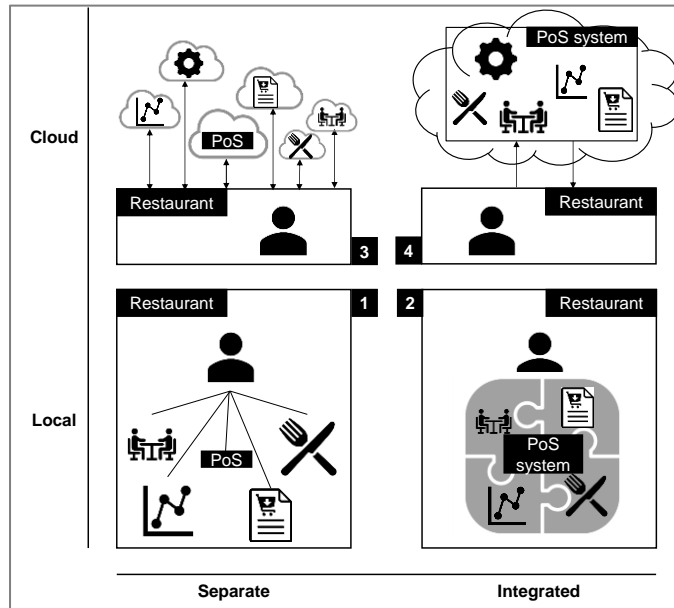 PoS system
Cloud
PoS
Restaurant
Restaurant
3
4
Restaurant
1
2
Restaurant
Local
PoS
PoS
system
Separate
Integrated